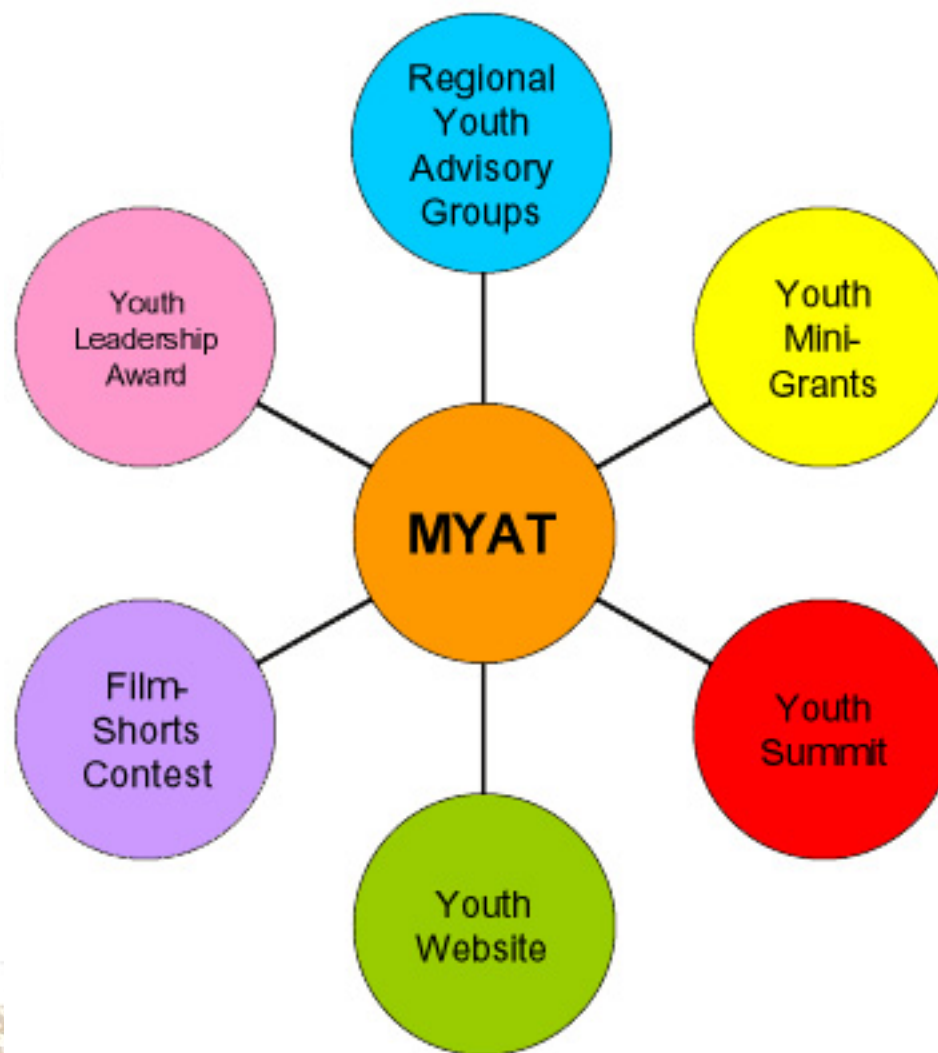 Regional
Youth
Advisory
Groups
Youth
Leadership
Award
Youth
Mini-
Grants
MYAT
Film-
Shorts
Contest
Youth
Summit
Youth
Website